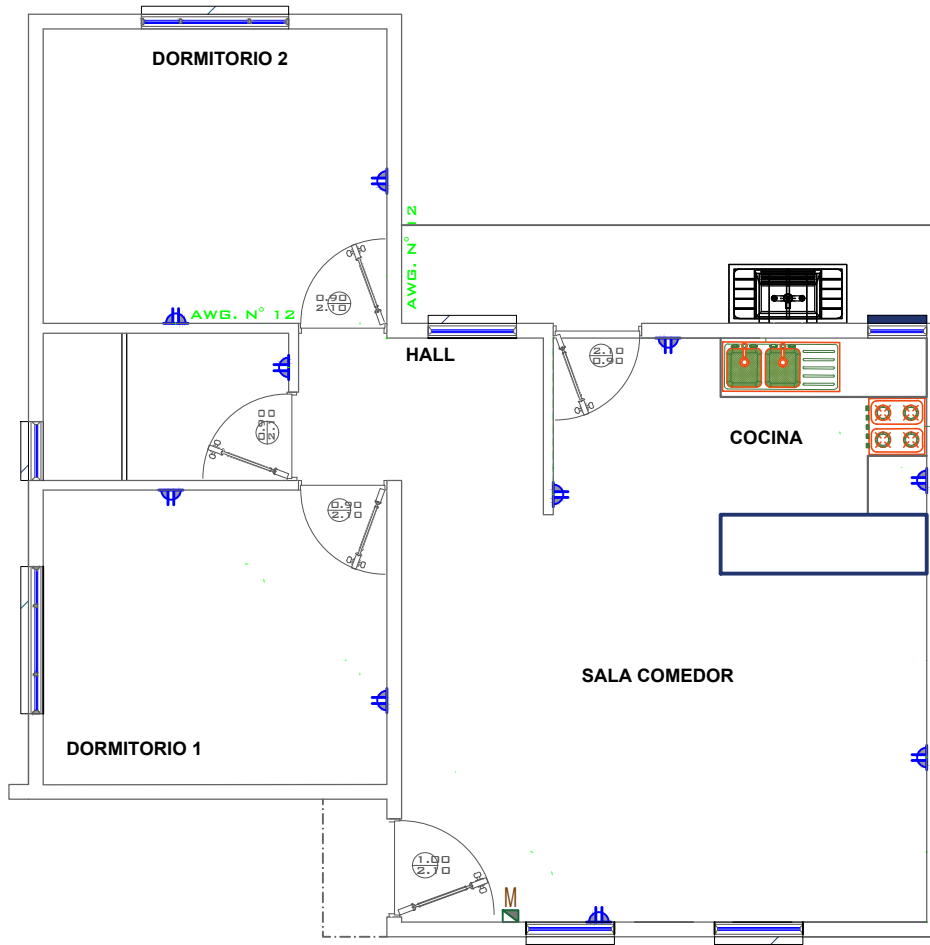 DORMITORIO 2
AWG. N° 12
AWG. N° 12
0.90
2.10
HALL
2.10
0.90
COCINA
0.90
2.10
SALA COMEDOR
DORMITORIO 1
1.00
2.10
M